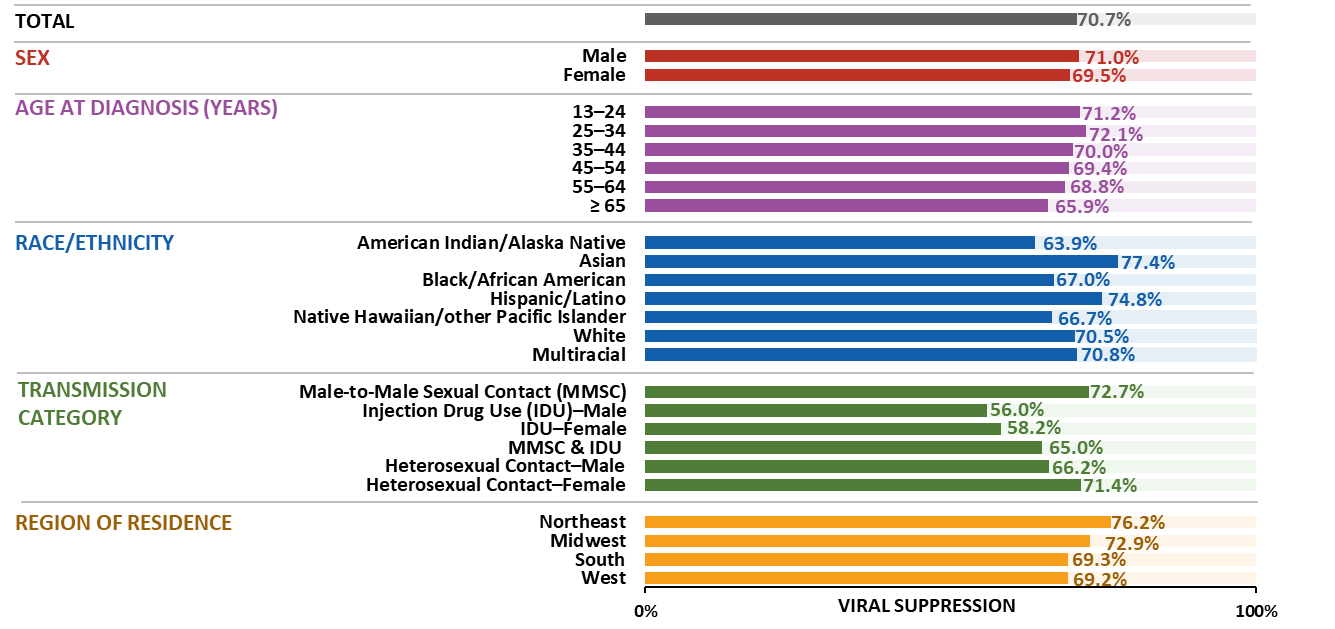 TOTAL 70.7%
SEX Male 71.0%
Female 69.5%
AGE AT DIAGNOSIS (YEARS) 13–24 71.2%
25–34 72.1%
35–44 70.0%
45–54 69.4%
55–64 68.8%
≥ 65 65.9%
RACE/ETHNICITY American Indian/Alaska Native 63.9%
Asian 77.4%
Black/African American 67.0%
Hispanic/Latino 74.8%
Native Hawaiian/other Pacific Islander 66.7%
White 70.5%
Multiracial 70.8%
TRANSMISSION Male-to-Male Sexual Contact (MMSC) 72.7%
CATEGORY Injection Drug Use (IDU)–Male 56.0%
IDU–Female 58.2%
MMSC & IDU 65.0%
Heterosexual Contact–Male 66.2%
Heterosexual Contact–Female 71.4%
REGION OF RESIDENCE Northeast 76.2%
Midwest 72.9%
South 69.3%
West 69.2%
0% VIRAL SUPPRESSION 100%